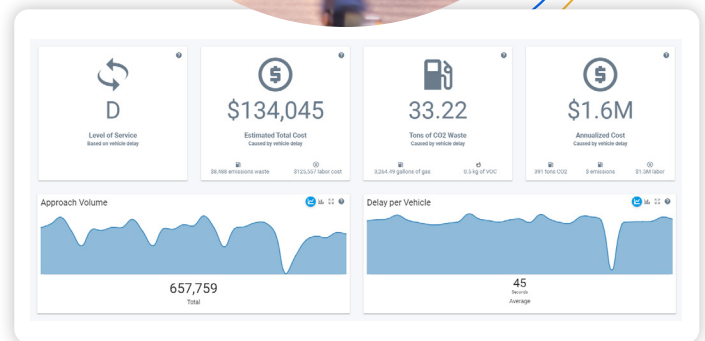 D
Level of Service
Based on vehicle delay
$134,045
Estimated Total Cost
Caused by vehicle delay
$8,488 emissions waste
$125,557 labor cost
33.22
Tons of CO2 Waste
Caused by vehicle delay
3,264.49 gallons of gas
0.5 kg of VOC
$1.6M
Annualized Cost
Caused by vehicle delay
391 tons CO2
$ emissions
$1.5M labor
Approach Volume
657,759
Total
Delay per Vehicle
45
Seconds
Average